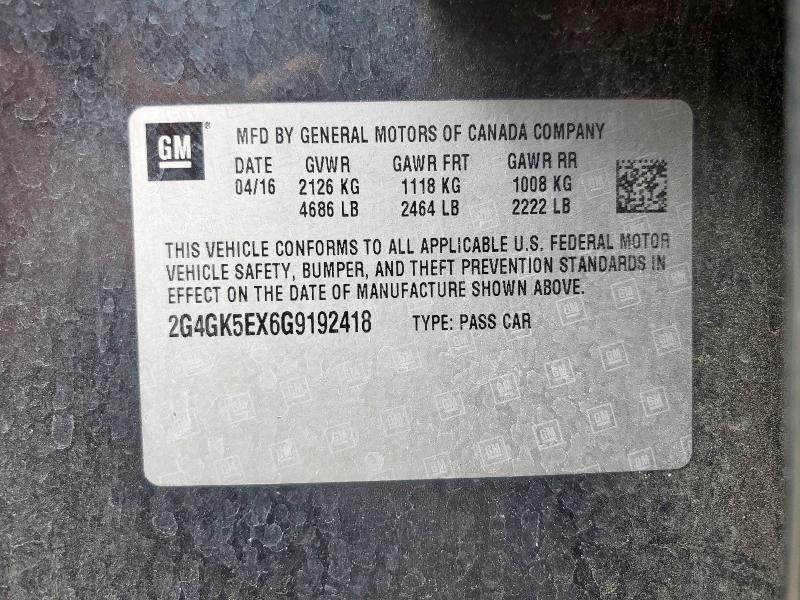 GM ® MFD BY GENERAL MOTORS OF CANADA COMPANY
DATE GVWR GAWR FRT GAWR RR
04/16 2126 KG 1118 KG 1008 KG
4686 LB 2464 LB 2222 LB
THIS VEHICLE CONFORMS TO ALL APPLICABLE U.S. FEDERAL MOTOR
VEHICLE SAFETY, BUMPER, AND THEFT PREVENTION STANDARDS IN
EFFECT ON THE DATE OF MANUFACTURE SHOWN ABOVE.
2G4GK5EX6G9192418 TYPE: PASS CAR